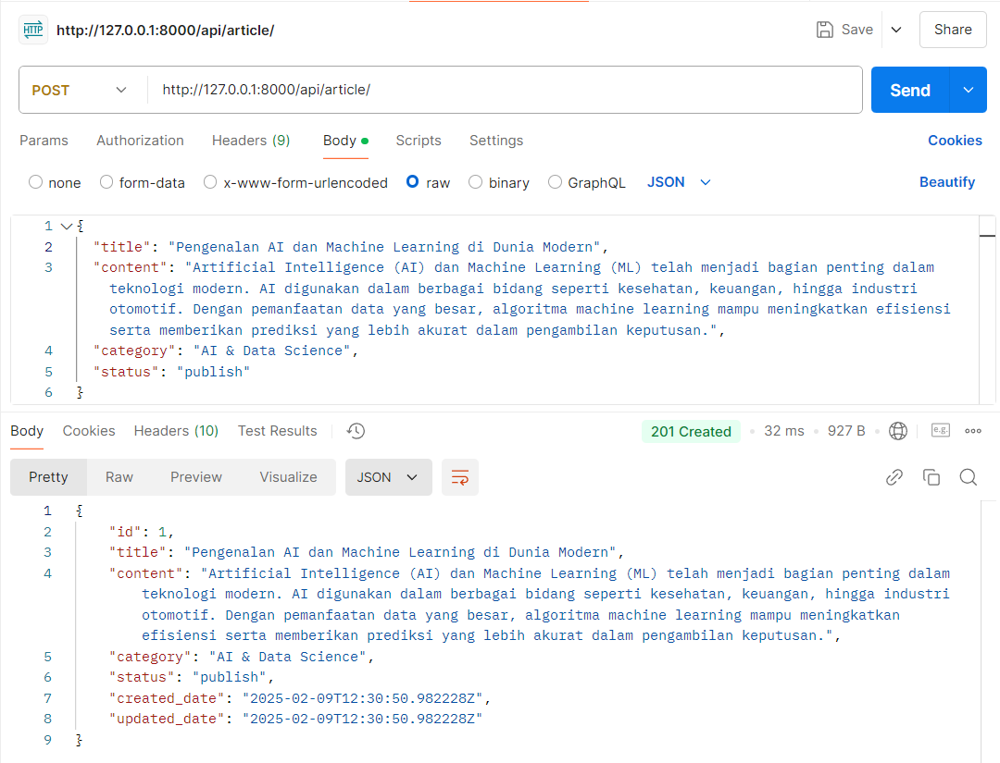 HTTP http://127.0.0.1:8000/api/article/ Save Share
POST http://127.0.0.1:8000/api/article/ Send
Params Authorization Headers (9) Body Scripts Settings Cookies
none form-data x-www-form-urlencoded raw binary GraphQL JSON Beautify
1 {
2 "title": "Pengenalan AI dan Machine Learning di Dunia Modern",
3 "content": "Artificial Intelligence (AI) dan Machine Learning (ML) telah menjadi bagian penting dalam
teknologi modern. AI digunakan dalam berbagai bidang seperti kesehatan, keuangan, hingga industri
otomotif. Dengan pemanfaatan data yang besar, algoritma machine learning mampu meningkatkan efisiensi
serta memberikan prediksi yang lebih akurat dalam pengambilan keputusan.",
4 "category": "AI & Data Science",
5 "status": "publish"
6 }
Body Cookies Headers (10) Test Results 201 Created 32 ms 927 B e.g.
Pretty Raw Preview Visualize JSON
1 {
2 "id": 1,
3 "title": "Pengenalan AI dan Machine Learning di Dunia Modern",
4 "content": "Artificial Intelligence (AI) dan Machine Learning (ML) telah menjadi bagian penting dalam
teknologi modern. AI digunakan dalam berbagai bidang seperti kesehatan, keuangan, hingga industri
otomotif. Dengan pemanfaatan data yang besar, algoritma machine learning mampu meningkatkan
efisiensi serta memberikan prediksi yang lebih akurat dalam pengambilan keputusan.",
5 "category": "AI & Data Science",
6 "status": "publish",
7 "created_date": "2025-02-09T12:30:50.982228Z",
8 "updated_date": "2025-02-09T12:30:50.982228Z"
9 }